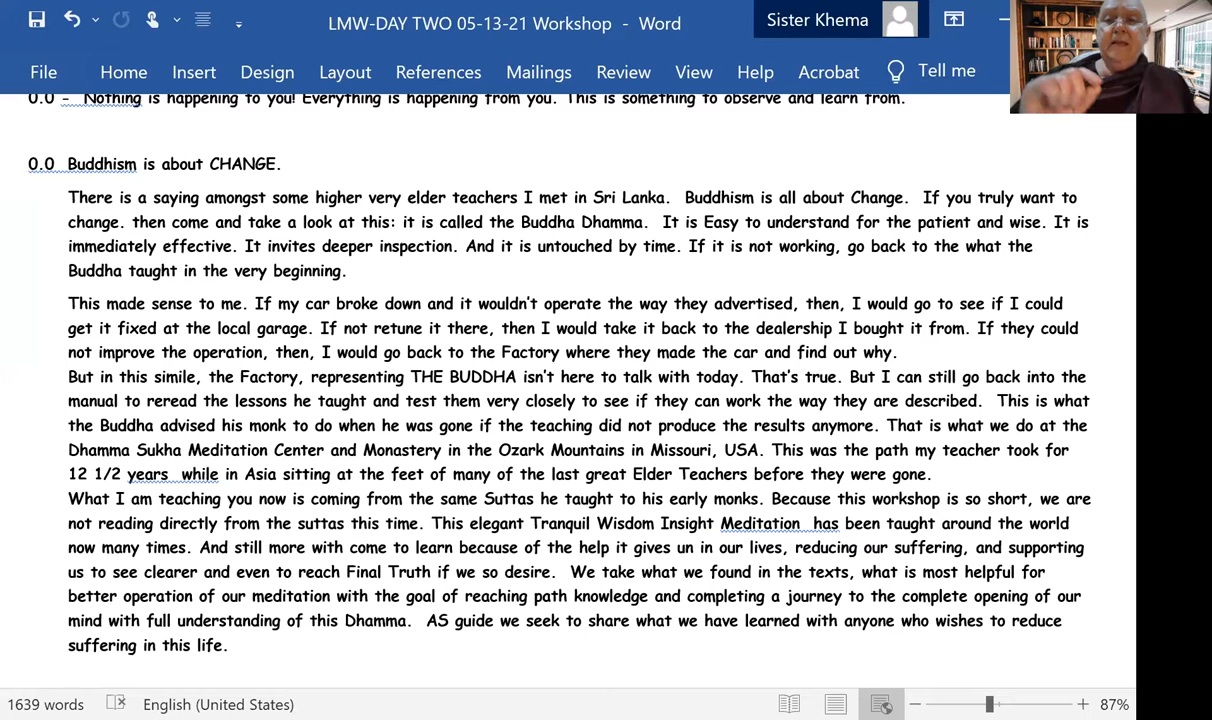 LMW-DAY TWO 05-13-21 Workshop - Word
Sister Khema
File Home Insert Design Layout References Mailings Review View Help Acrobat Tell me
0.0 - Nothing is happening to you! Everything is happening from you. This is something to observe and learn from.
0.0 Buddhism is about CHANGE.
There is a saying amongst some higher very elder teachers I met in Sri Lanka. Buddhism is all about Change. If you truly want to
change. then come and take a look at this: it is called the Buddha Dhamma. It is Easy to understand for the patient and wise. It is
immediately effective. It invites deeper inspection. And it is untouched by time. If it is not working, go back to the what the
Buddha taught in the very beginning.
This made sense to me. If my car broke down and it wouldn't operate the way they advertised, then, I would go to see if I could
get it fixed at the local garage. If not retune it there, then I would take it back to the dealership I bought it from. If they could
not improve the operation, then, I would go back to the Factory where they made the car and find out why.
But in this simile, the Factory, representing THE BUDDHA isn't here to talk with today. That's true. But I can still go back into the
manual to reread the lessons he taught and test them very closely to see if they can work the way they are described. This is what
the Buddha advised his monk to do when he was gone if the teaching did not produce the results anymore. That is what we do at the
Dhamma Sukha Meditation Center and Monastery in the Ozark Mountains in Missouri, USA. This was the path my teacher took for
12 1/2 years while in Asia sitting at the feet of many of the last great Elder Teachers before they were gone.
What I am teaching you now is coming from the same Suttas he taught to his early monks. Because this workshop is so short, we are
not reading directly from the suttas this time. This elegant Tranquil Wisdom Insight Meditation has been taught around the world
now many times. And still more with come to learn because of the help it gives un in our lives, reducing our suffering, and supporting
us to see clearer and even to reach Final Truth if we so desire. We take what we found in the texts, what is most helpful for
better operation of our meditation with the goal of reaching path knowledge and completing a journey to the complete opening of our
mind with full understanding of this Dhamma. AS guide we seek to share what we have learned with anyone who wishes to reduce
suffering in this life.
1639 words English (United States) 87%